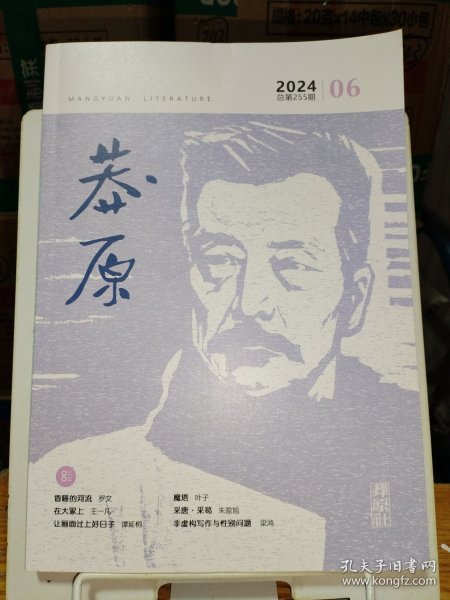 MANGYUAN LITERATURE
2024 06
总第255期
莽原
昏睡的河流 罗文
在大冢上 王一凡
让画面过上好日子 谭延桐
魔塔 叶子
采唐·采葛 朱盈旭
非虚构写作与性别问题 梁鸿
莽原社
孔夫子旧书网
www.kongfz.com